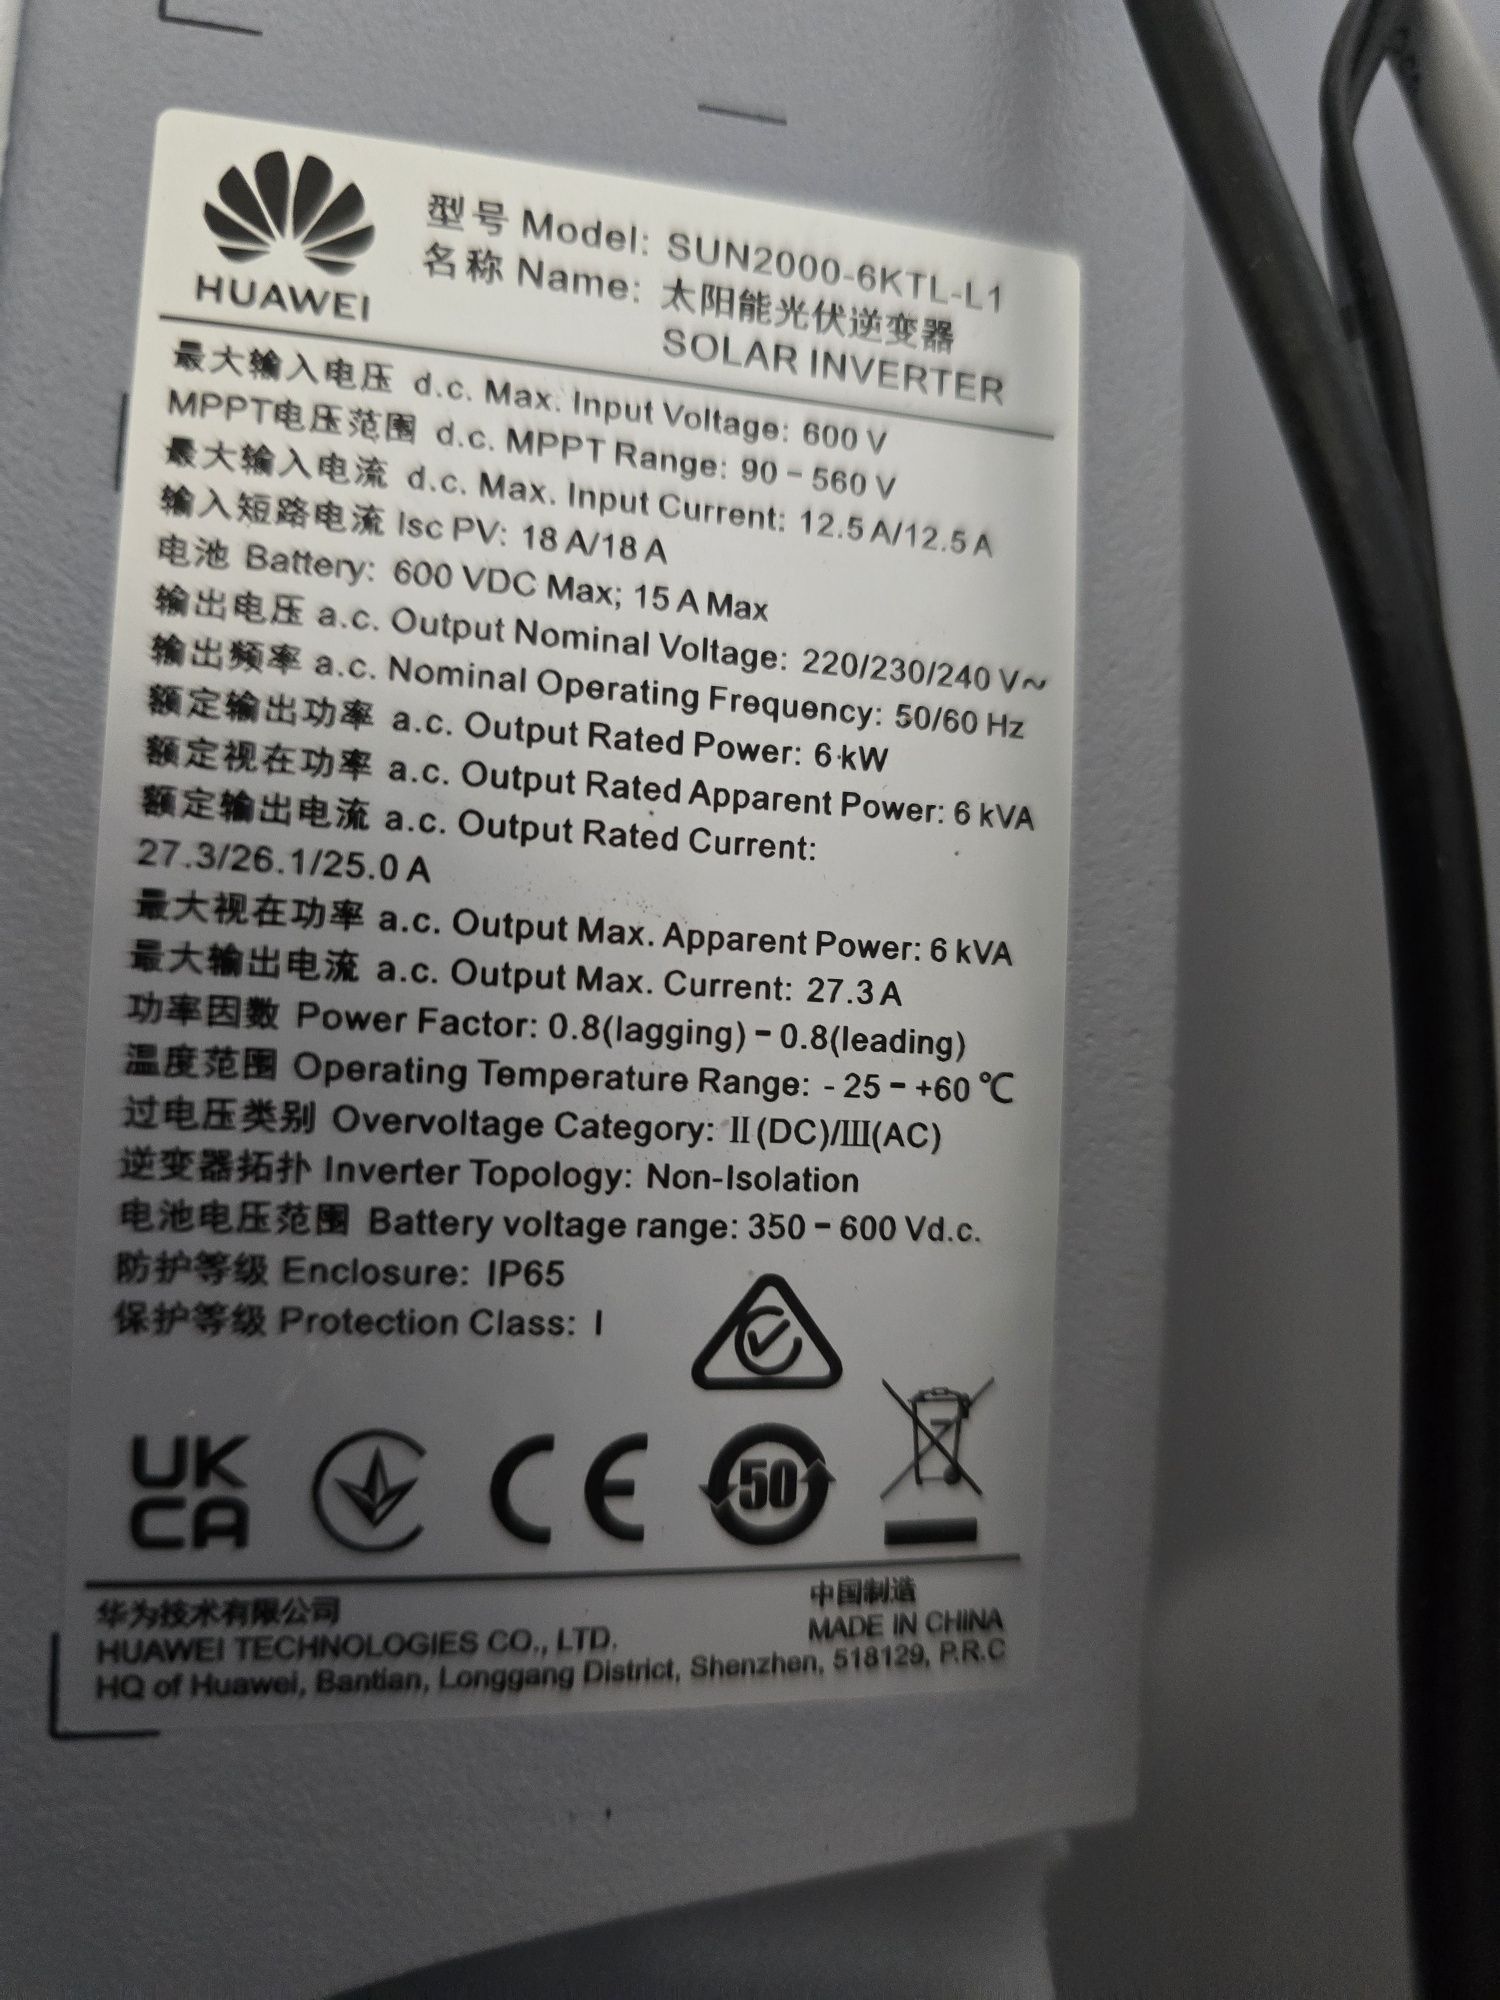 HUAWEI
型号 Model: SUN2000-6KTL-L1
名称 Name: 太阳能光伏逆变器
SOLAR INVERTER
最大输入电压 d.c. Max. Input Voltage: 600 V
MPPT电压范围 d.c. MPPT Range: 90 – 560 V
最大输入电流 d.c. Max. Input Current: 12.5 A/12.5 A
输入短路电流 Isc PV: 18 A/18 A
电池 Battery: 600 VDC Max; 15 A Max
输出电压 a.c. Output Nominal Voltage: 220/230/240 V~
输出频率 a.c. Nominal Operating Frequency: 50/60 Hz
额定输出功率 a.c. Output Rated Power: 6 kW
额定视在功率 a.c. Output Rated Apparent Power: 6 kVA
额定输出电流 a.c. Output Rated Current:
27.3/26.1/25.0 A
最大视在功率 a.c. Output Max. Apparent Power: 6 kVA
最大输出电流 a.c. Output Max. Current: 27.3 A
功率因数 Power Factor: 0.8(lagging) – 0.8(leading)
温度范围 Operating Temperature Range: - 25 – +60 ℃
过电压类别 Overvoltage Category: Ⅱ(DC)/Ⅲ(AC)
逆变器拓扑 Inverter Topology: Non-Isolation
电池电压范围 Battery voltage range: 350 – 600 Vd.c.
防护等级 Enclosure: IP65
保护等级 Protection Class: I
UK
CA
CE
50
华为技术有限公司
中国制造
HUAWEI TECHNOLOGIES CO., LTD.
MADE IN CHINA
HQ of Huawei, Bantian, Longgang District, Shenzhen, 518129, P.R.C